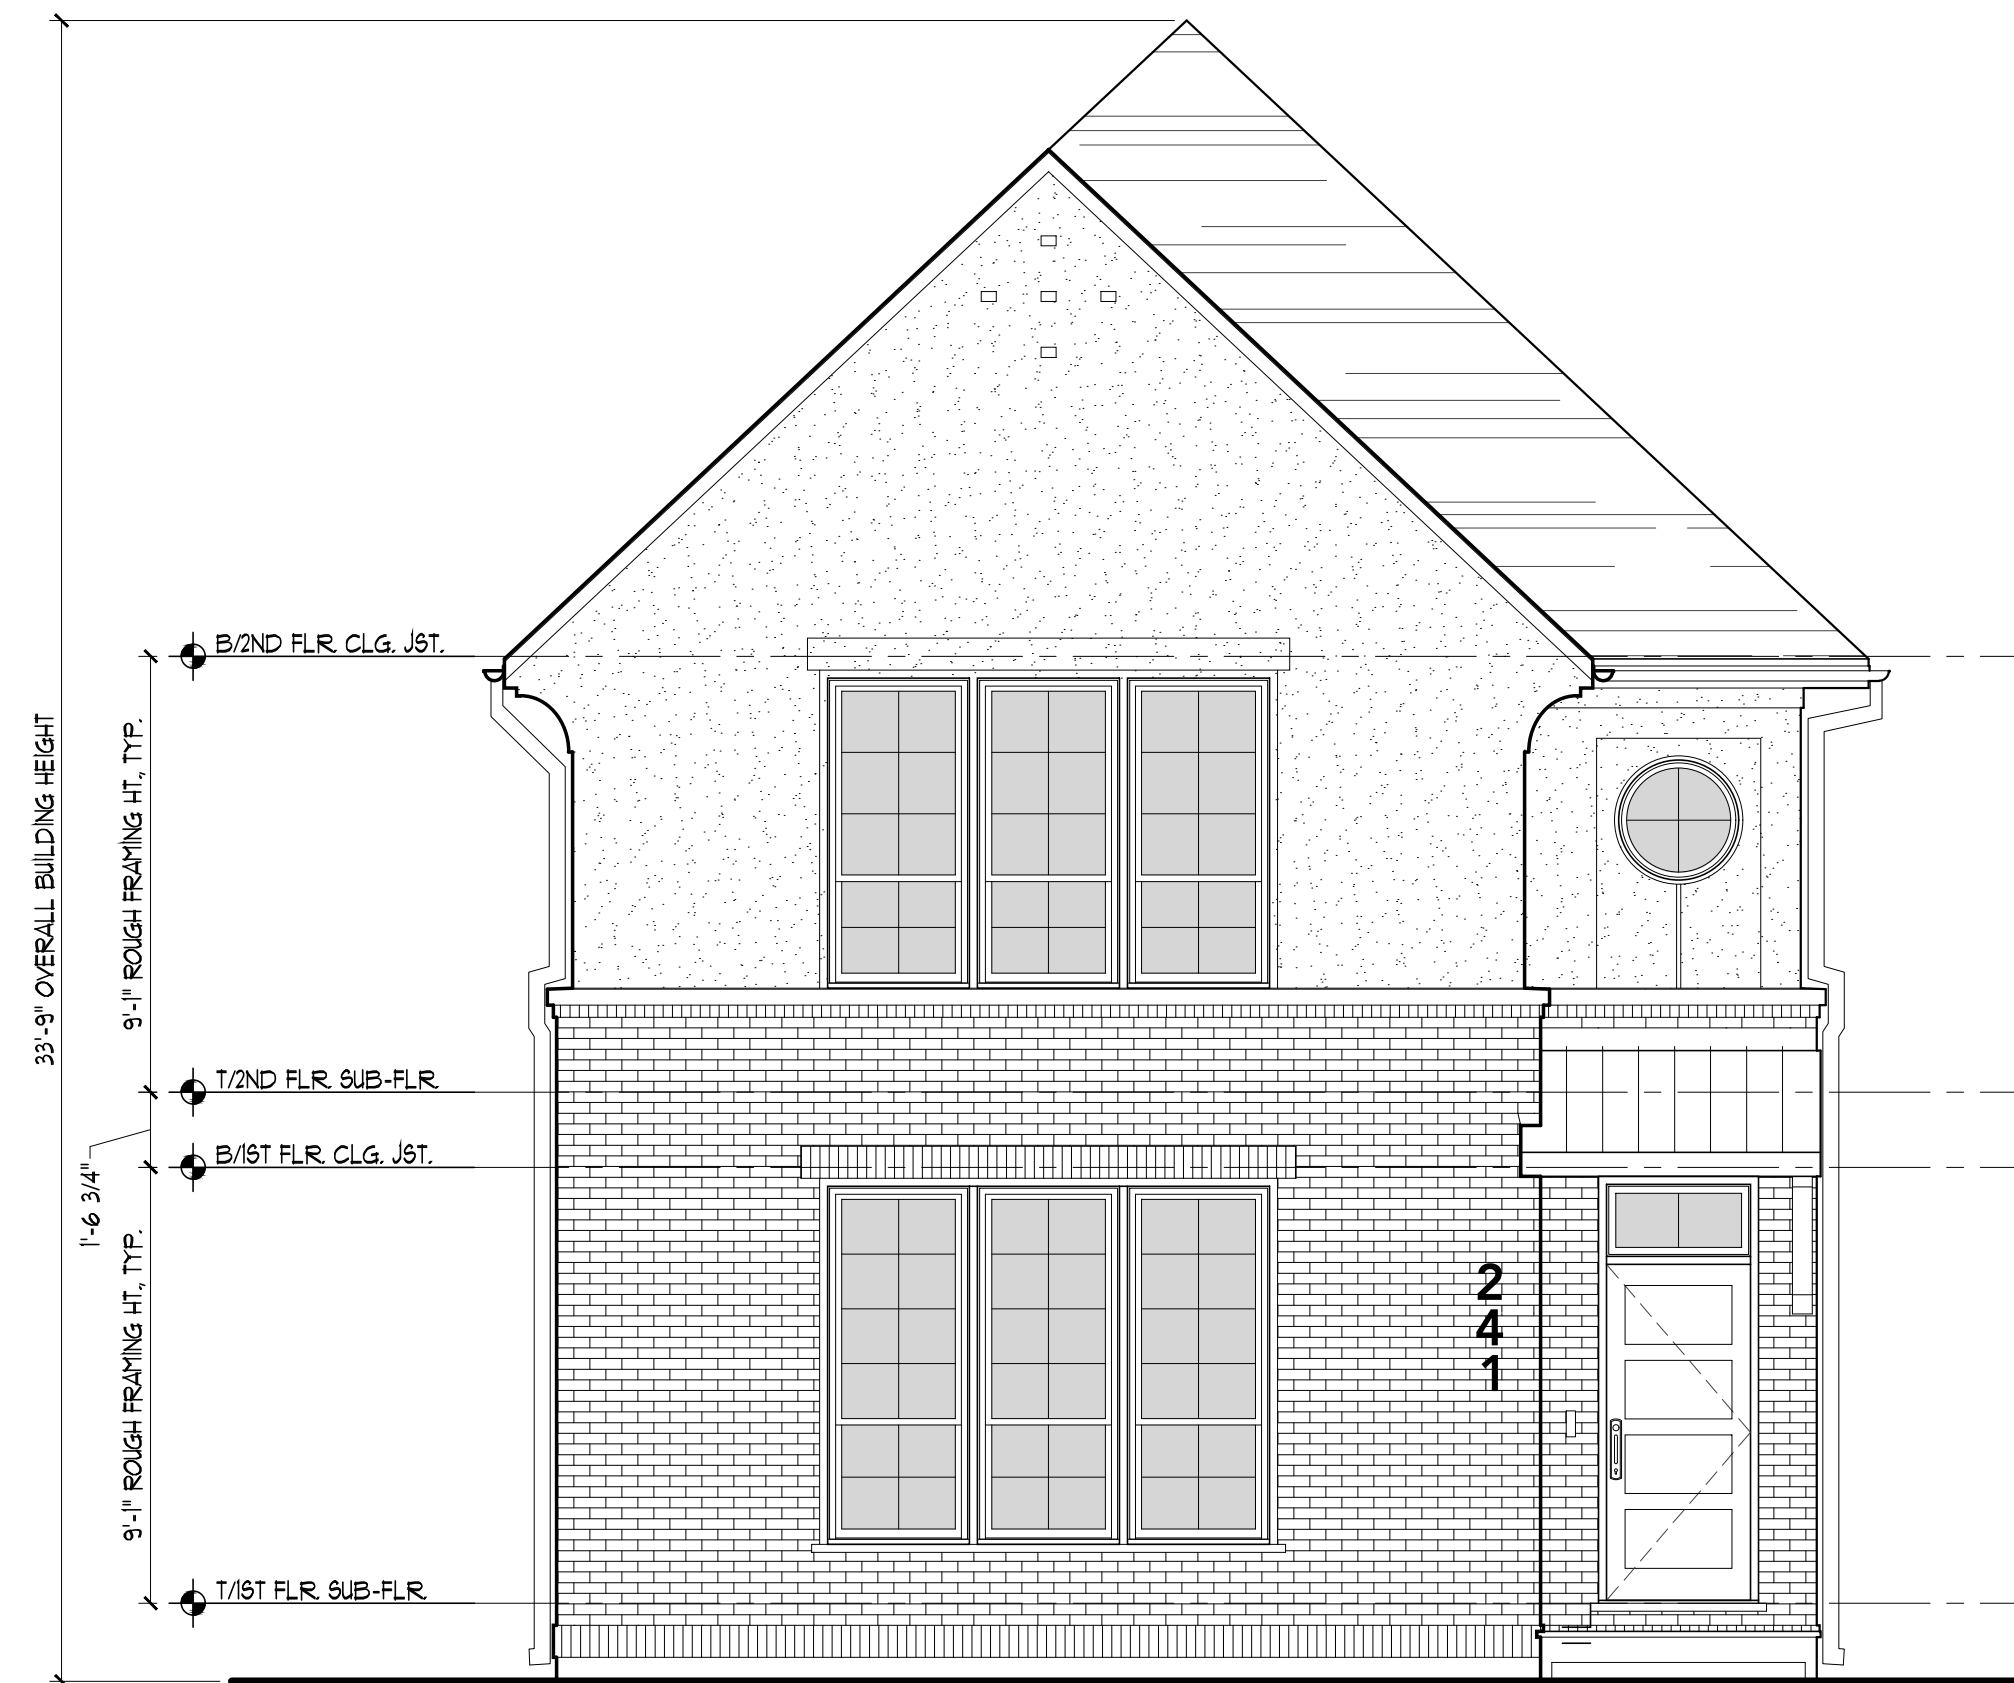 B/2ND FLR. CLG. JST.
33'-9" OVERALL BUILDING HEIGHT
9'-1" ROUGH FRAMING HT., TYP.
T/2ND FLR. SUB-FLR.
B/1ST FLR. CLG. JST.
1'-6 3/4"
9'-1" ROUGH FRAMING HT., TYP.
2
4
1
T/1ST FLR. SUB-FLR.